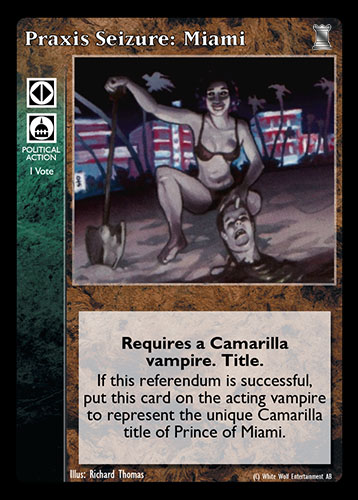 Praxis Seizure: Miami
POLITICAL
ACTION
1 Vote
Requires a Camarilla
vampire. Title.
If this referendum is successful,
put this card on the acting vampire
to represent the unique Camarilla
title of Prince of Miami.
Illus: Richard Thomas
(C) White Wolf Entertainment AB